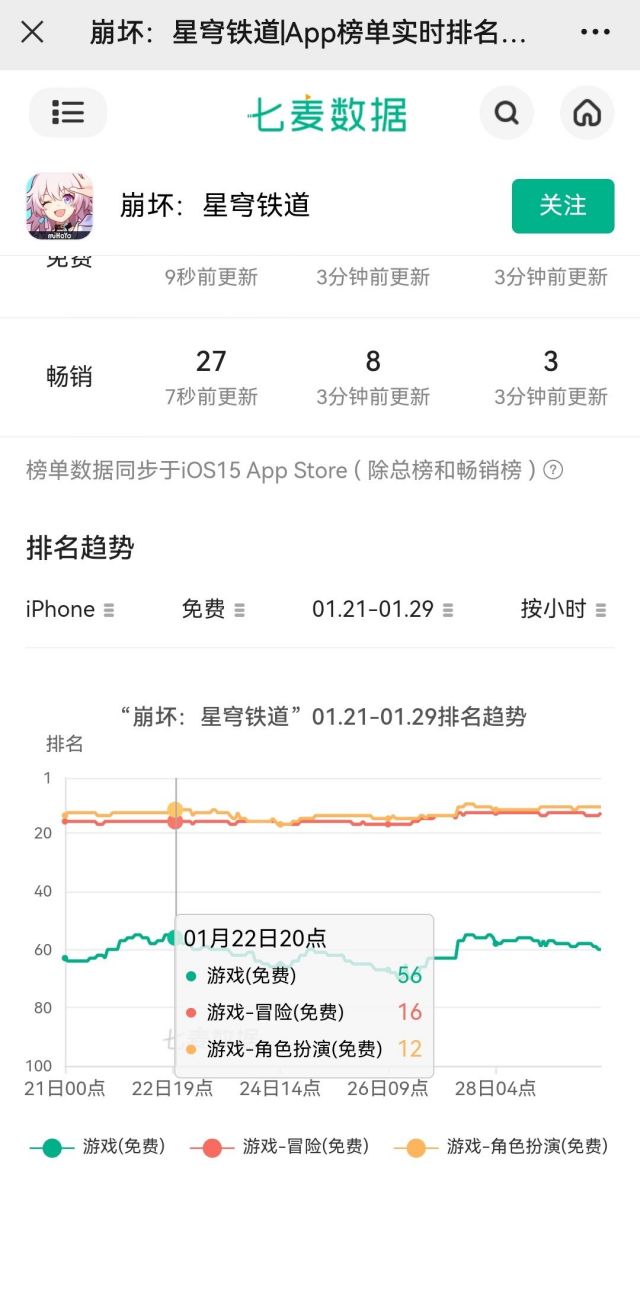 崩坏：星穹铁道|App榜单实时排名...
七麦数据
miHoYo
崩坏：星穹铁道
关注
免费
9秒前更新 3分钟前更新 3分钟前更新
畅销
27 8 3
7秒前更新 3分钟前更新 3分钟前更新
榜单数据同步于iOS15 App Store ( 除总榜和畅销榜 ) ?
排名趋势
iPhone 免费 01.21-01.29 按小时
“崩坏：星穹铁道”01.21-01.29排名趋势
排名
1
20
40
60
80
100
01月22日20点
游戏(免费) 56
游戏-冒险(免费) 16
游戏-角色扮演(免费) 12
七麦数据
21日00点 22日19点 24日14点 26日09点 28日04点
游戏(免费) 游戏-冒险(免费) 游戏-角色扮演(免费)